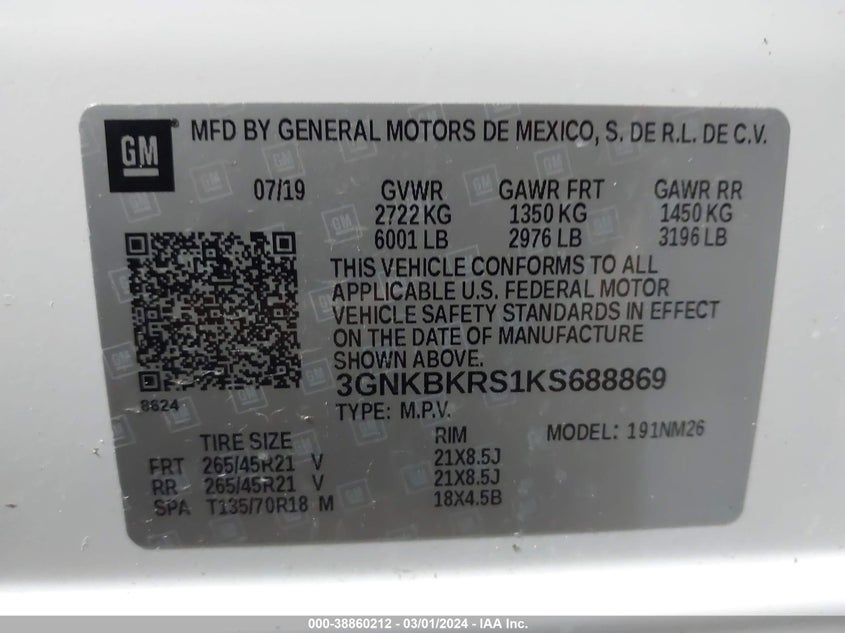 GM
®
MFD BY GENERAL MOTORS DE MEXICO, S. DE R.L. DE C.V.
07/19 GVWR GAWR FRT GAWR RR
2722 KG 1350 KG 1450 KG
6001 LB 2976 LB 3196 LB
THIS VEHICLE CONFORMS TO ALL
APPLICABLE U.S. FEDERAL MOTOR
VEHICLE SAFETY STANDARDS IN EFFECT
ON THE DATE OF MANUFACTURE
SHOWN ABOVE.
3GNKBKRS1KS688869
8824
TYPE: M.P.V.
TIRE SIZE RIM MODEL: 191NM26
FRT 265/45R21 V 21X8.5J
RR 265/45R21 V 21X8.5J
SPA T135/70R18 M 18X4.5B
000-38860212 - 03/01/2024 - IAA Inc.